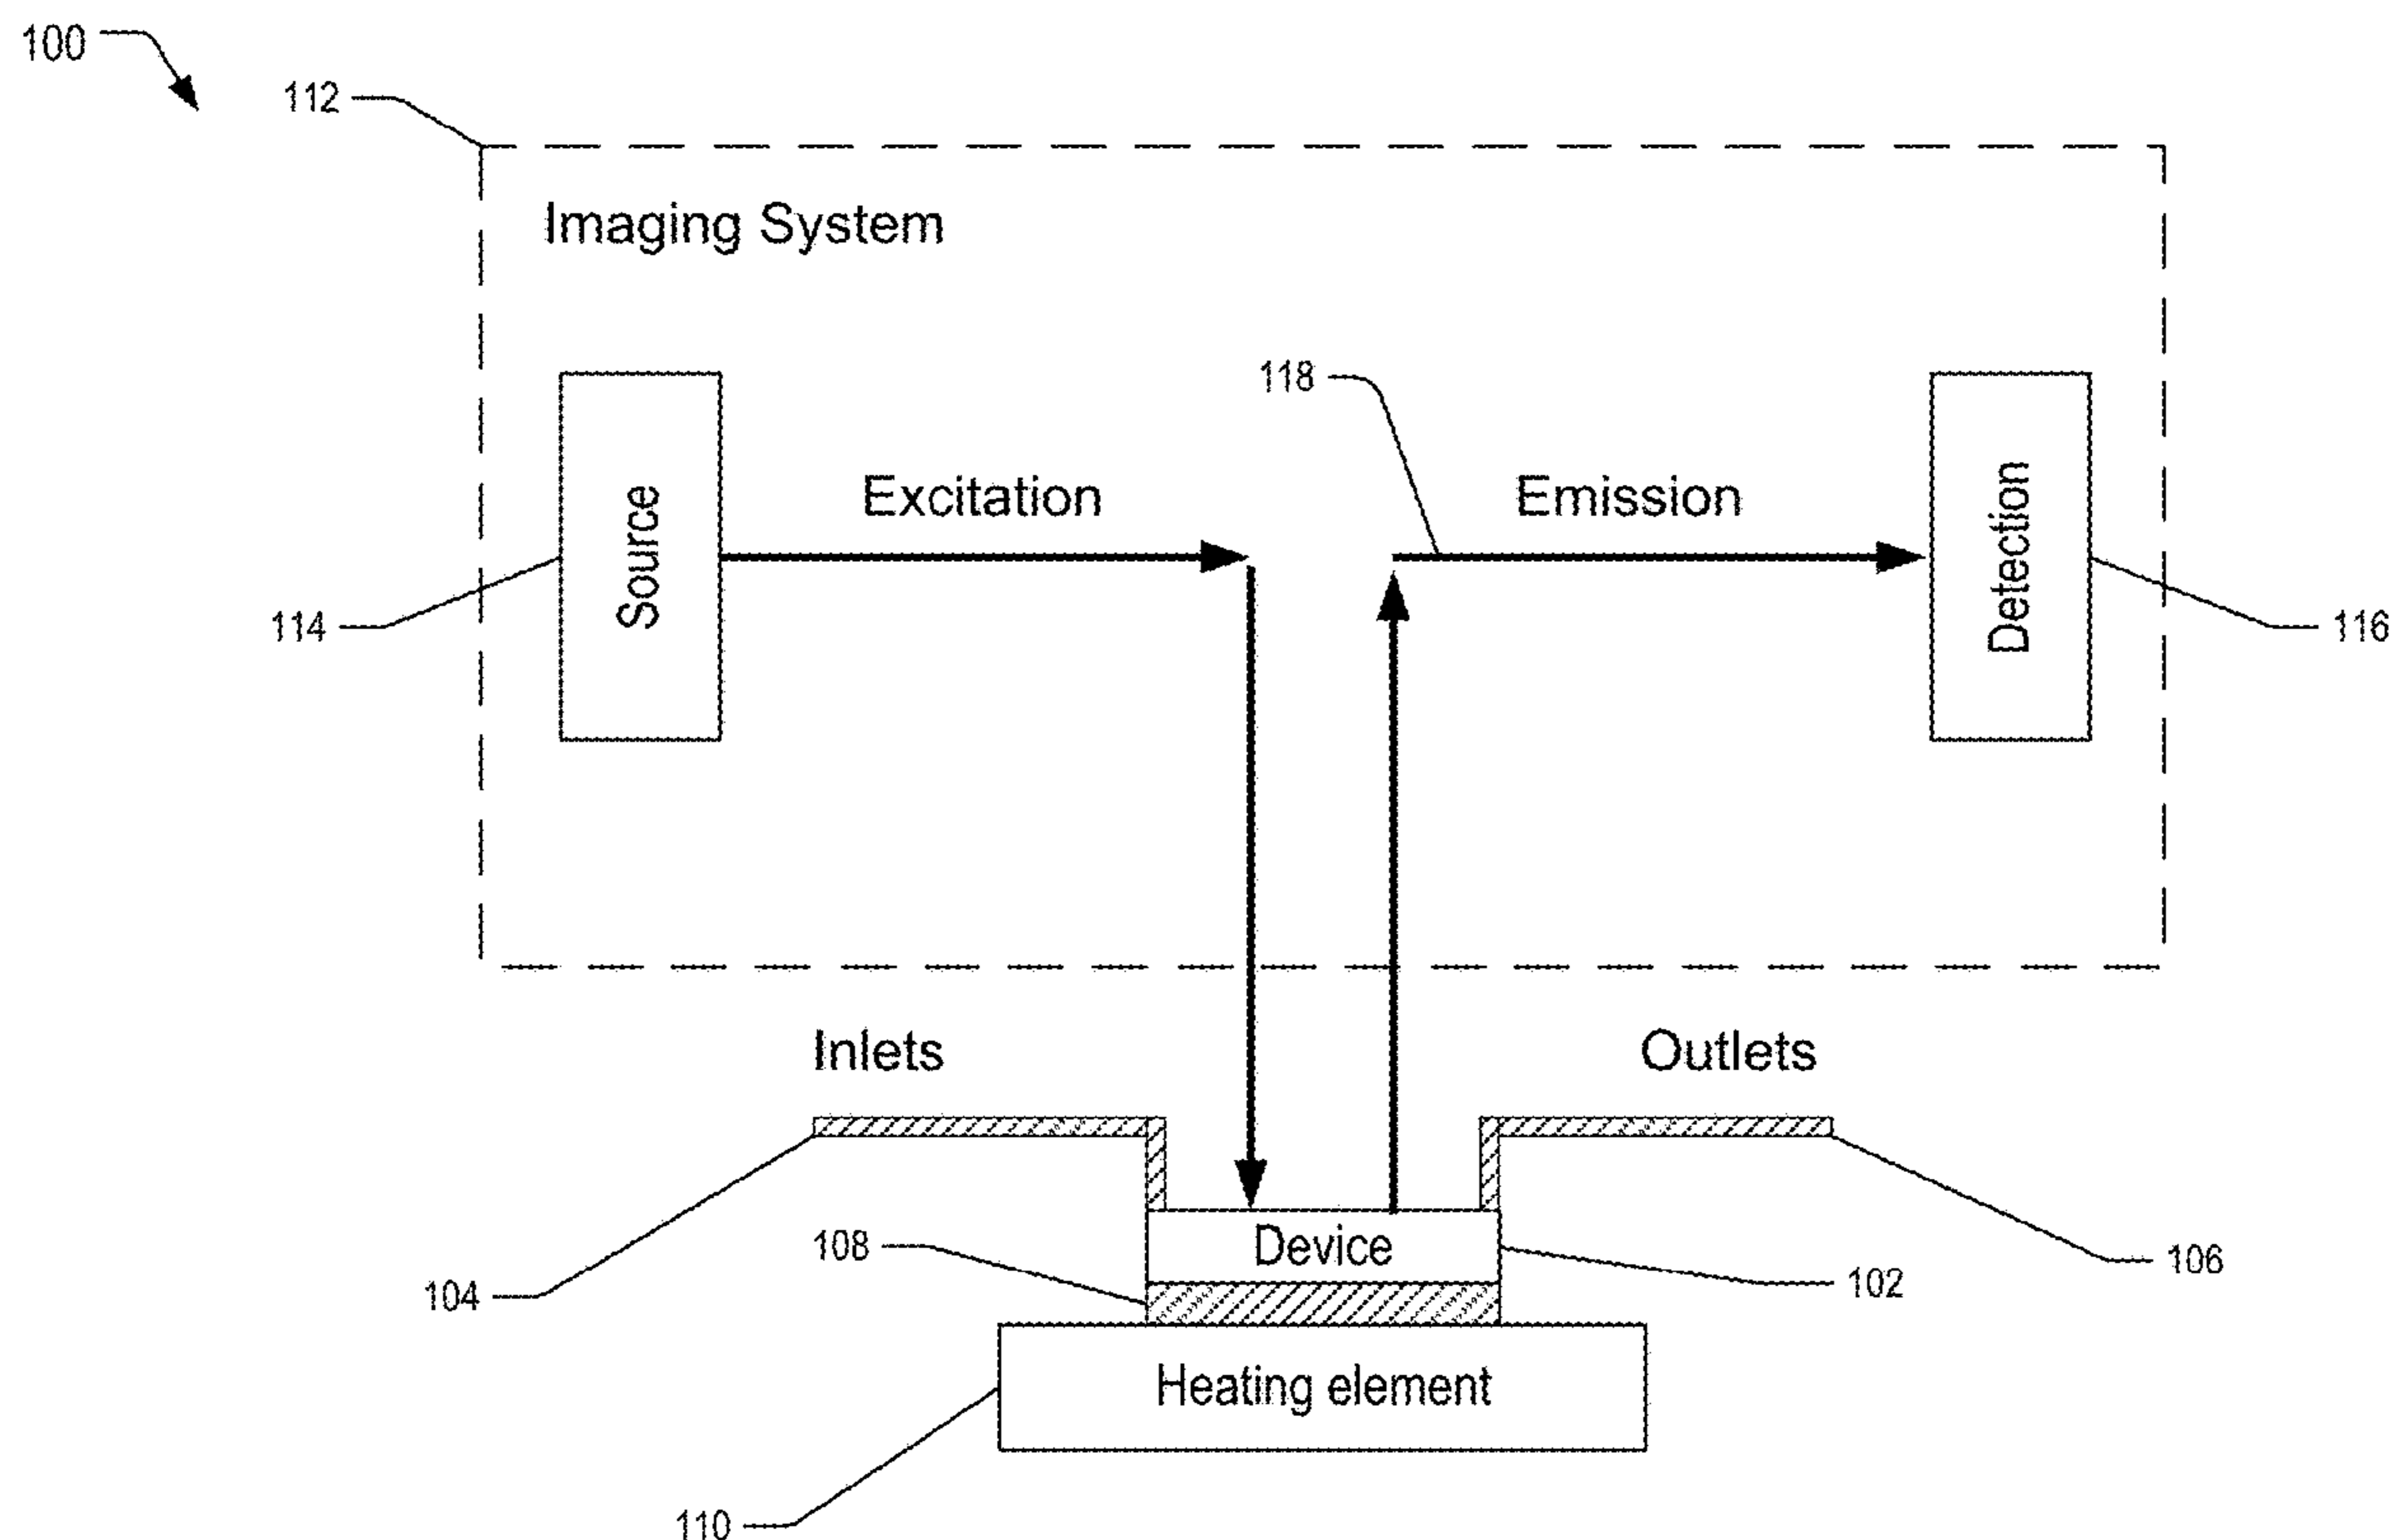 100
112
Imaging System
118
Excitation
Emission
Source
Detection
114
116
Inlets
Outlets
108
Device
104
102
106
Heating element
110